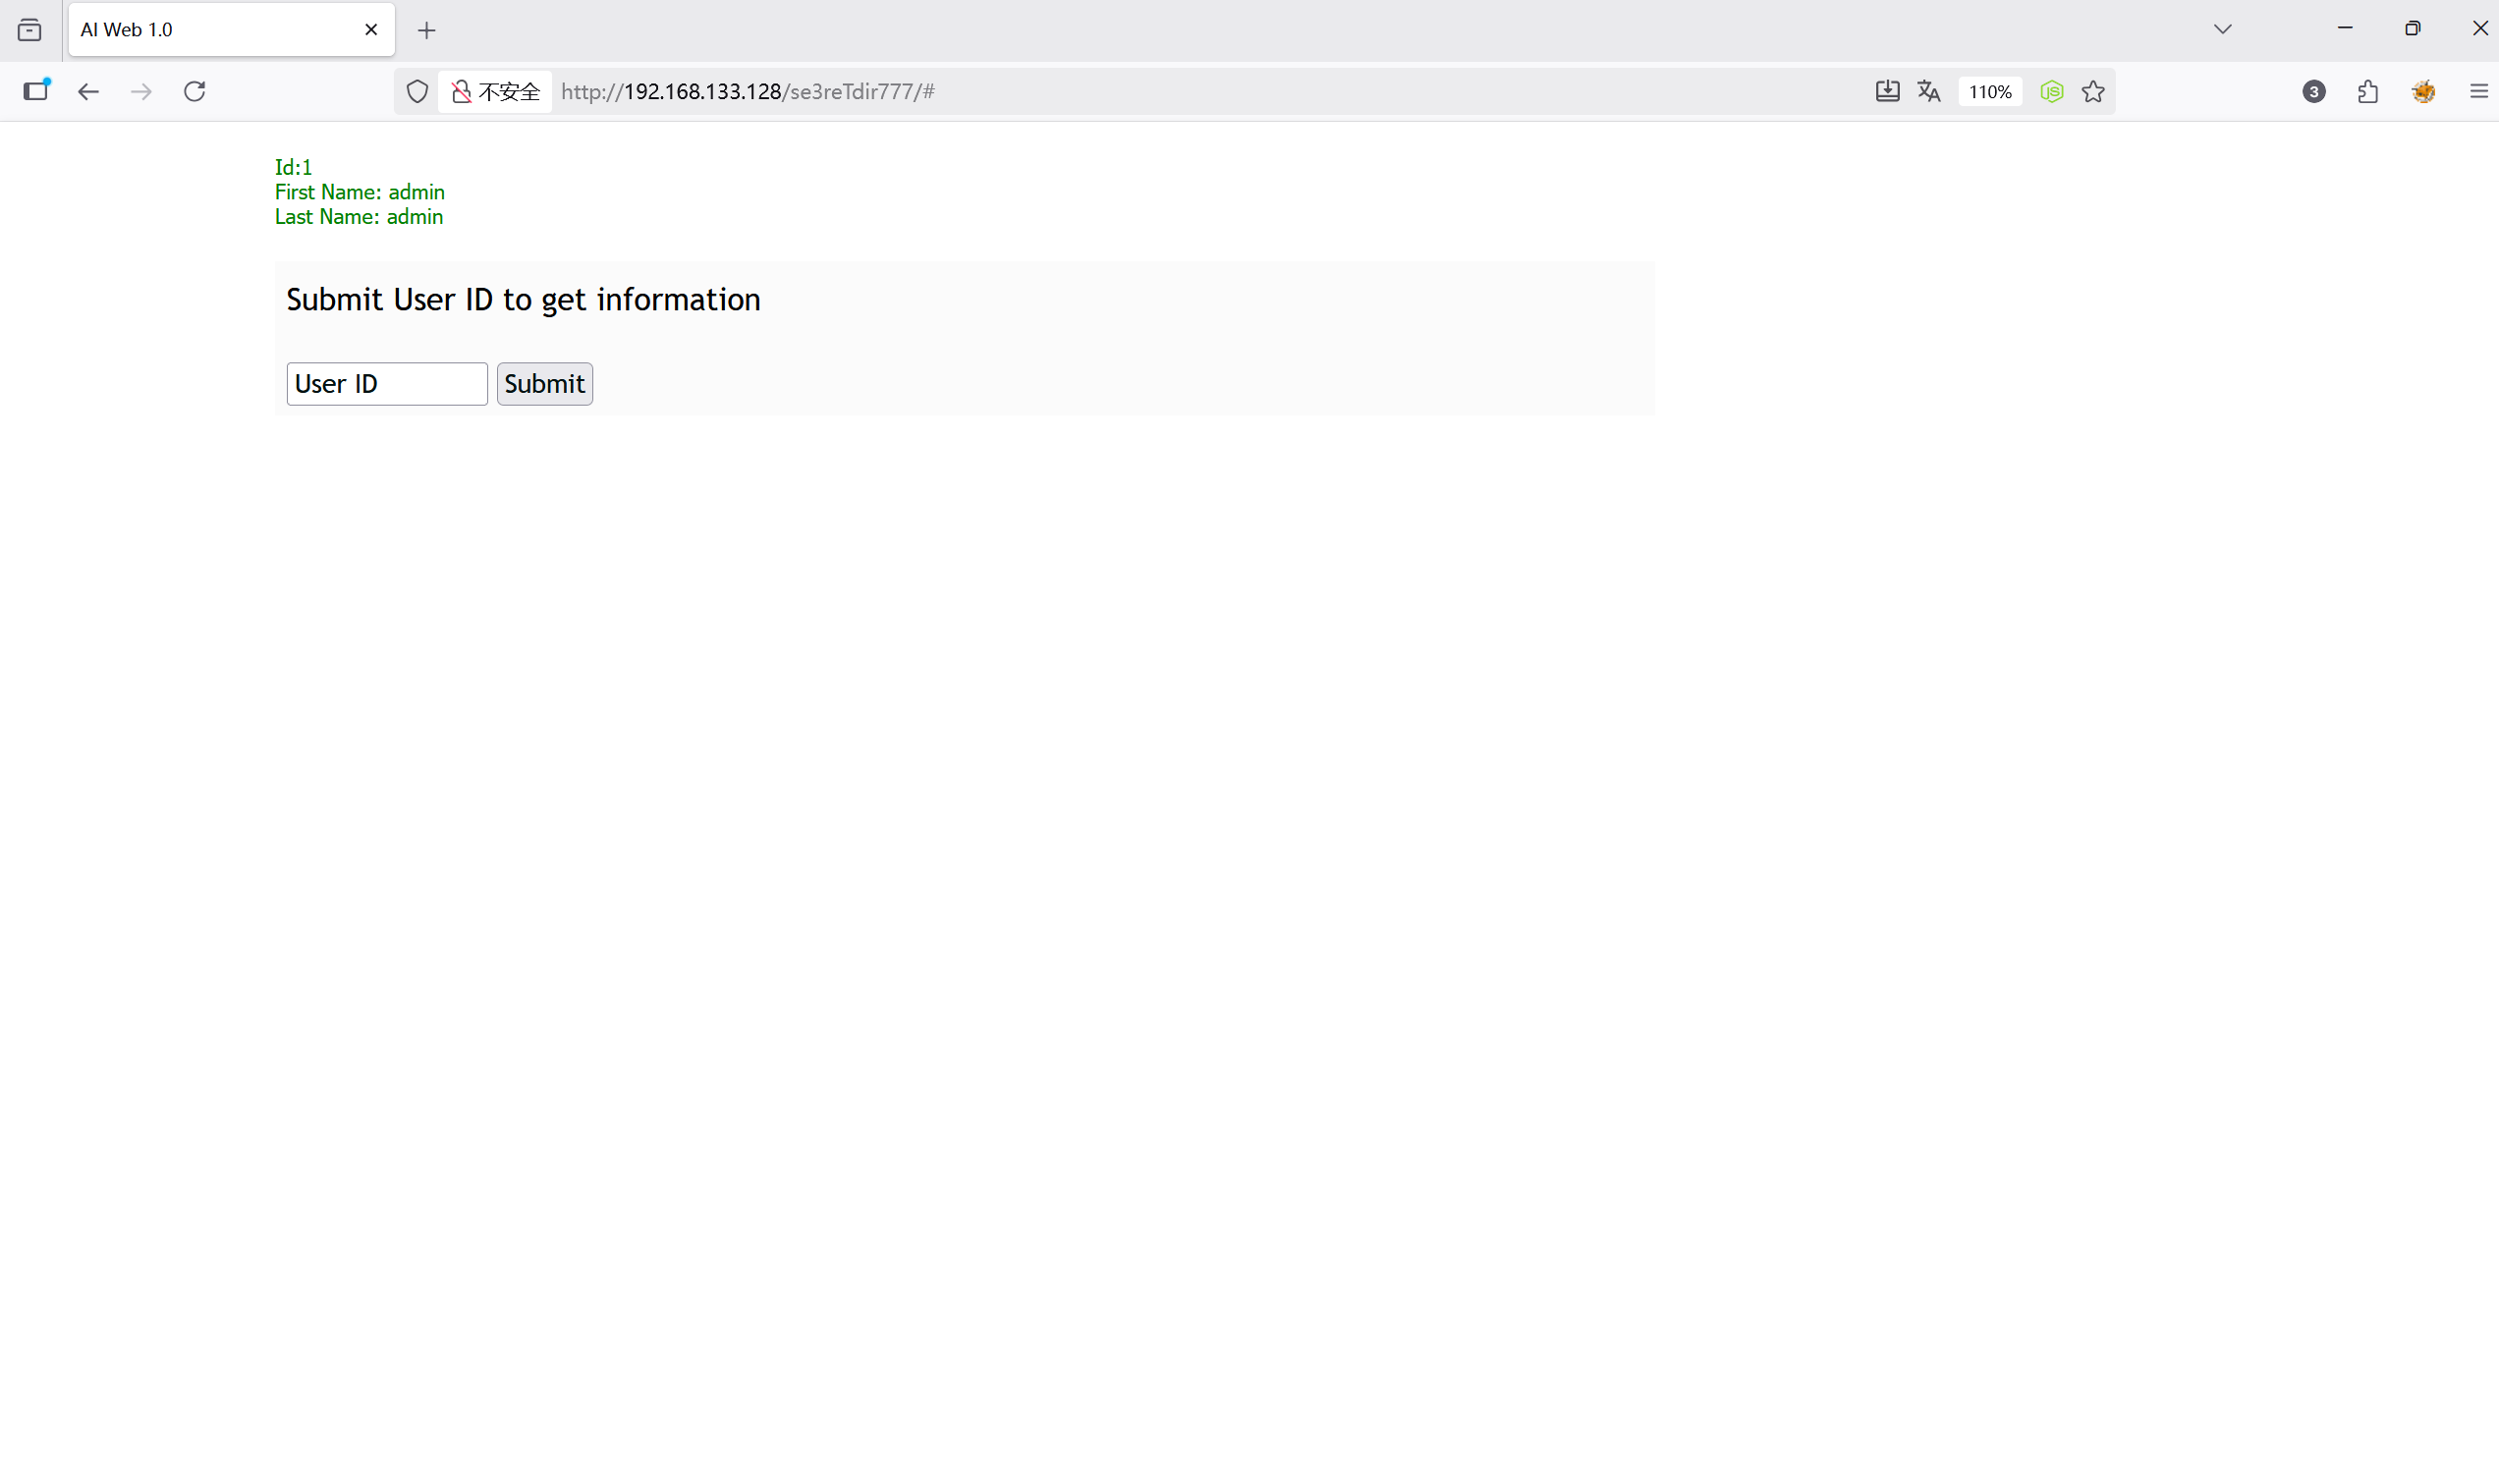 AI Web 1.0
不安全 http://192.168.133.128/se3reTdir777/# 110% JS 3
Id:1
First Name: admin
Last Name: admin
Submit User ID to get information
User ID Submit